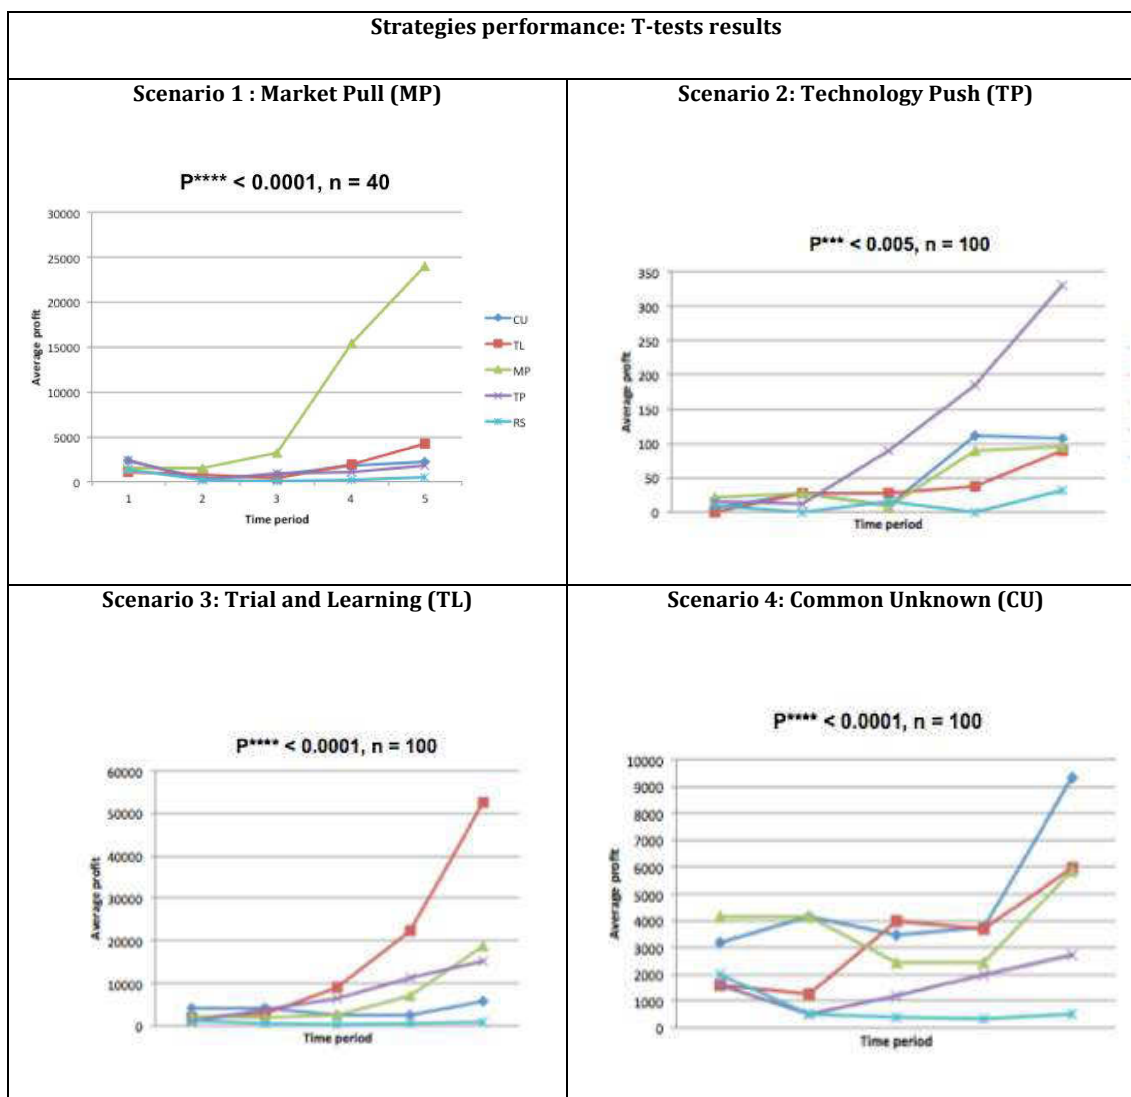 Strategies performance: T-tests results
Scenario 1 : Market Pull (MP)
P**** < 0.0001, n = 40
30000
25000
20000
15000
10000
5000
0
Average profit
1 2 3 4 5
Time period
CU
TL
MP
TP
RS
Scenario 2: Technology Push (TP)
P*** < 0.005, n = 100
350
300
250
200
150
100
50
0
Average profit
Time period
Scenario 3: Trial and Learning (TL)
P**** < 0.0001, n = 100
60000
50000
40000
30000
20000
10000
0
Average profit
Time period
Scenario 4: Common Unknown (CU)
P**** < 0.0001, n = 100
10000
9000
8000
7000
6000
5000
4000
3000
2000
1000
0
Average profit
Time period